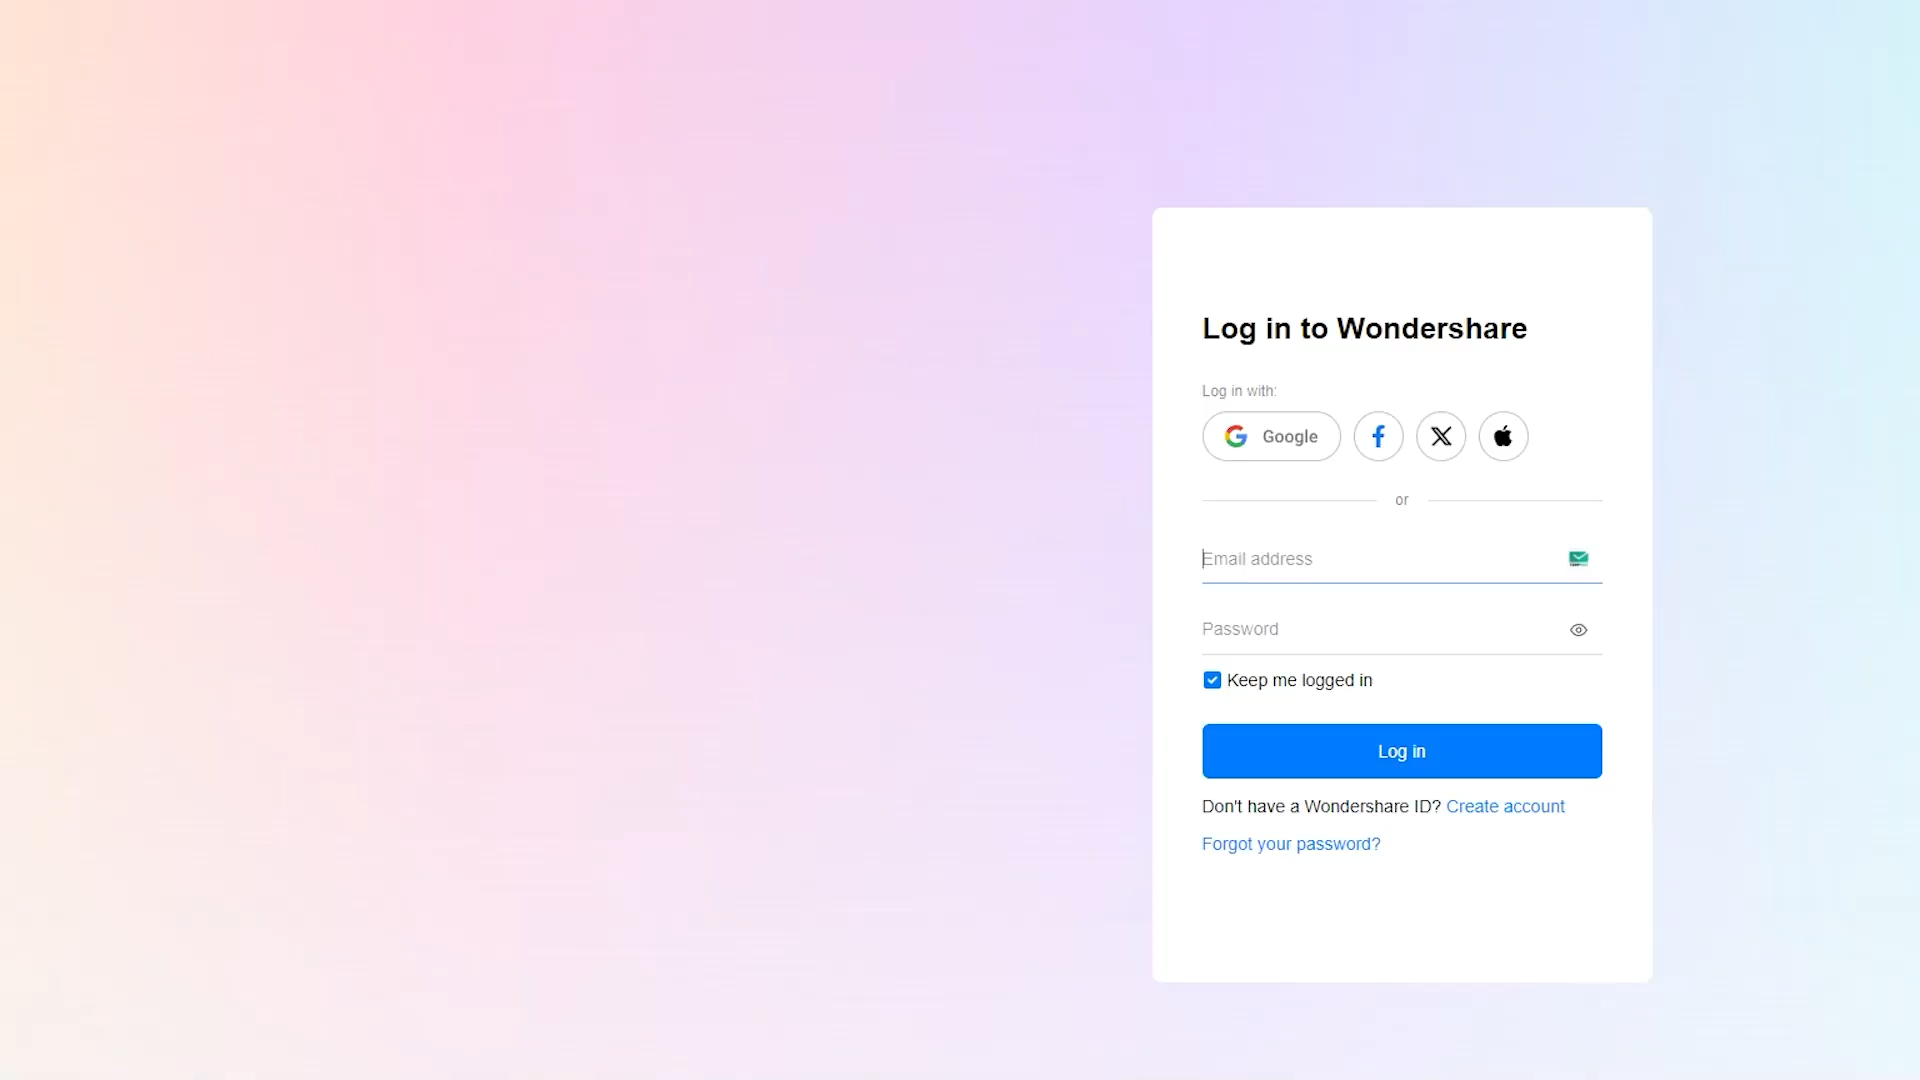 Log in to Wondershare
Log in with:
Google
or
Email address
Password
Keep me logged in
Log in
Don't have a Wondershare ID? Create account
Forgot your password?